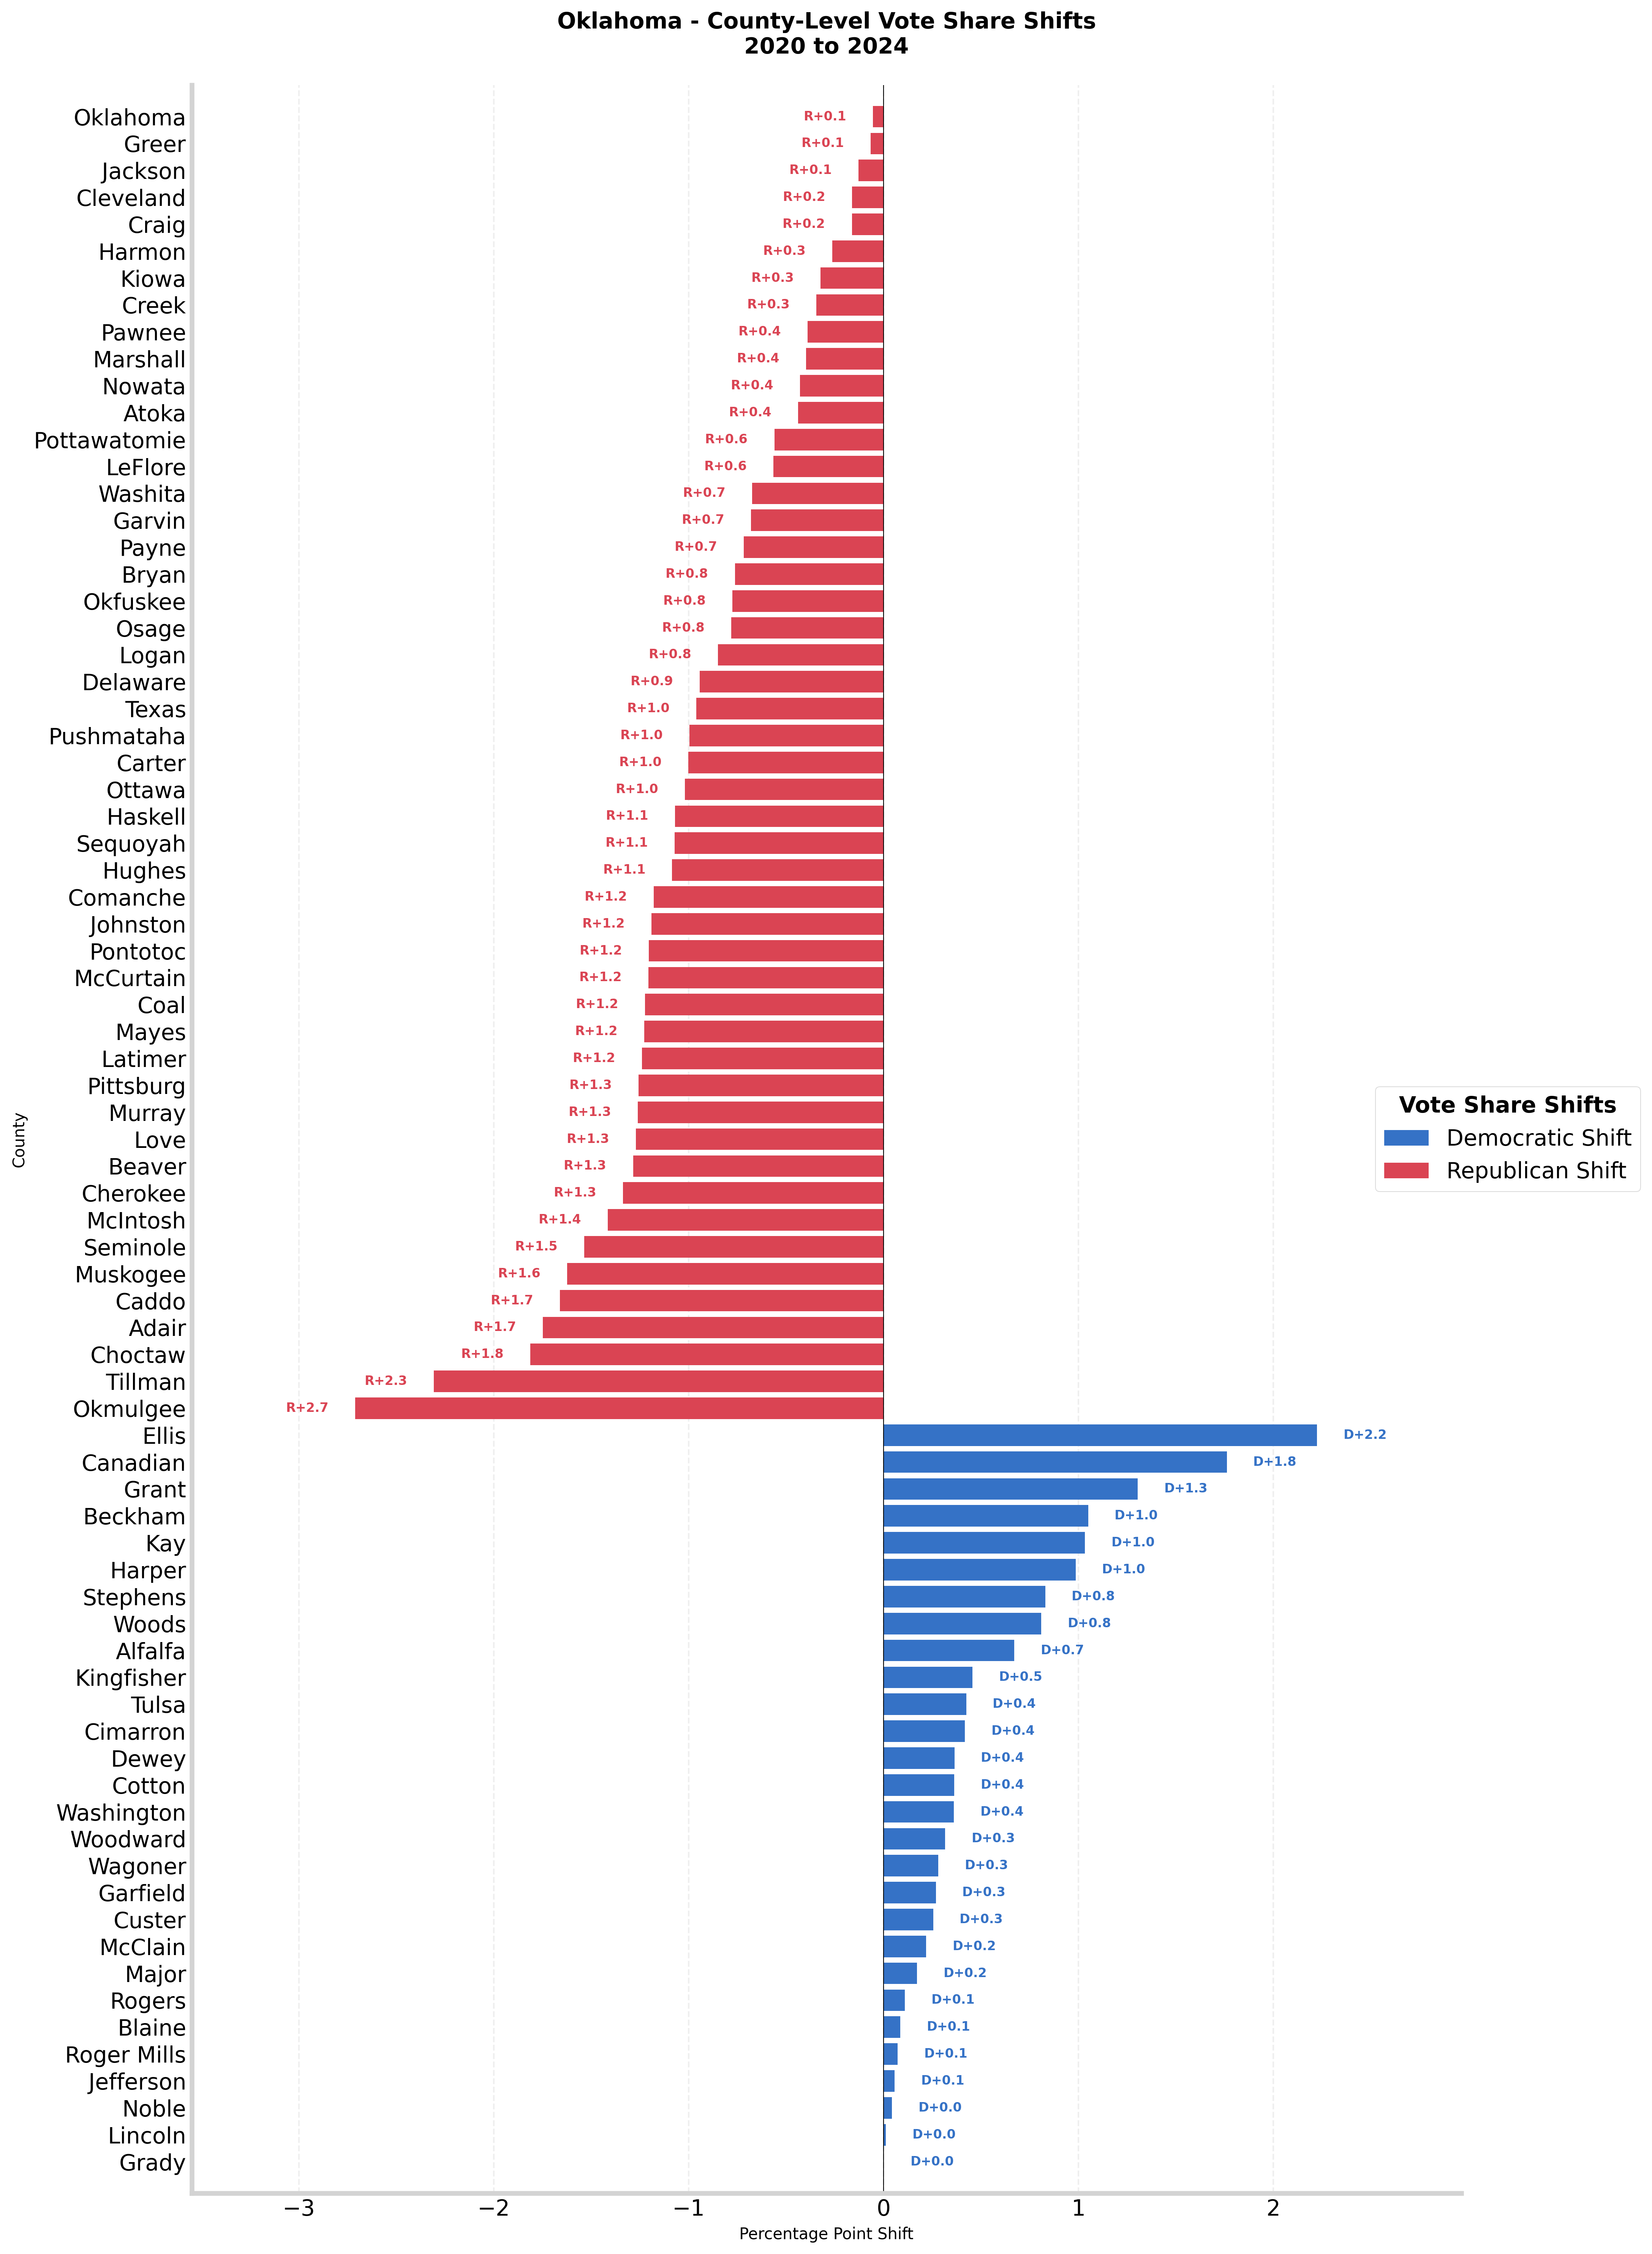 Oklahoma - County-Level Vote Share Shifts
2020 to 2024
Oklahoma R+0.1
Greer R+0.1
Jackson R+0.1
Cleveland R+0.2
Craig R+0.2
Harmon R+0.3
Kiowa R+0.3
Creek R+0.3
Pawnee R+0.4
Marshall R+0.4
Nowata R+0.4
Atoka R+0.4
Pottawatomie R+0.6
LeFlore R+0.6
Washita R+0.7
Garvin R+0.7
Payne R+0.7
Bryan R+0.8
Okfuskee R+0.8
Osage R+0.8
Logan R+0.8
Delaware R+0.9
Texas R+1.0
Pushmataha R+1.0
Carter R+1.0
Ottawa R+1.0
Haskell R+1.1
Sequoyah R+1.1
Hughes R+1.1
Comanche R+1.2
Johnston R+1.2
Pontotoc R+1.2
McCurtain R+1.2
Coal R+1.2
Mayes R+1.2
Latimer R+1.2
Pittsburg R+1.3
Murray R+1.3
Love R+1.3
Beaver R+1.3
Cherokee R+1.3
McIntosh R+1.4
Seminole R+1.5
Muskogee R+1.6
Caddo R+1.7
Adair R+1.7
Choctaw R+1.8
Tillman R+2.3
Okmulgee R+2.7
Ellis D+2.2
Canadian D+1.8
Grant D+1.3
Beckham D+1.0
Kay D+1.0
Harper D+1.0
Stephens D+0.8
Woods D+0.8
Alfalfa D+0.7
Kingfisher D+0.5
Tulsa D+0.4
Cimarron D+0.4
Dewey D+0.4
Cotton D+0.4
Washington D+0.4
Woodward D+0.3
Wagoner D+0.3
Garfield D+0.3
Custer D+0.3
McClain D+0.2
Major D+0.2
Rogers D+0.1
Blaine D+0.1
Roger Mills D+0.1
Jefferson D+0.1
Noble D+0.0
Lincoln D+0.0
Grady D+0.0
−3 −2 −1 0 1 2
Percentage Point Shift
County
Vote Share Shifts
Democratic Shift
Republican Shift